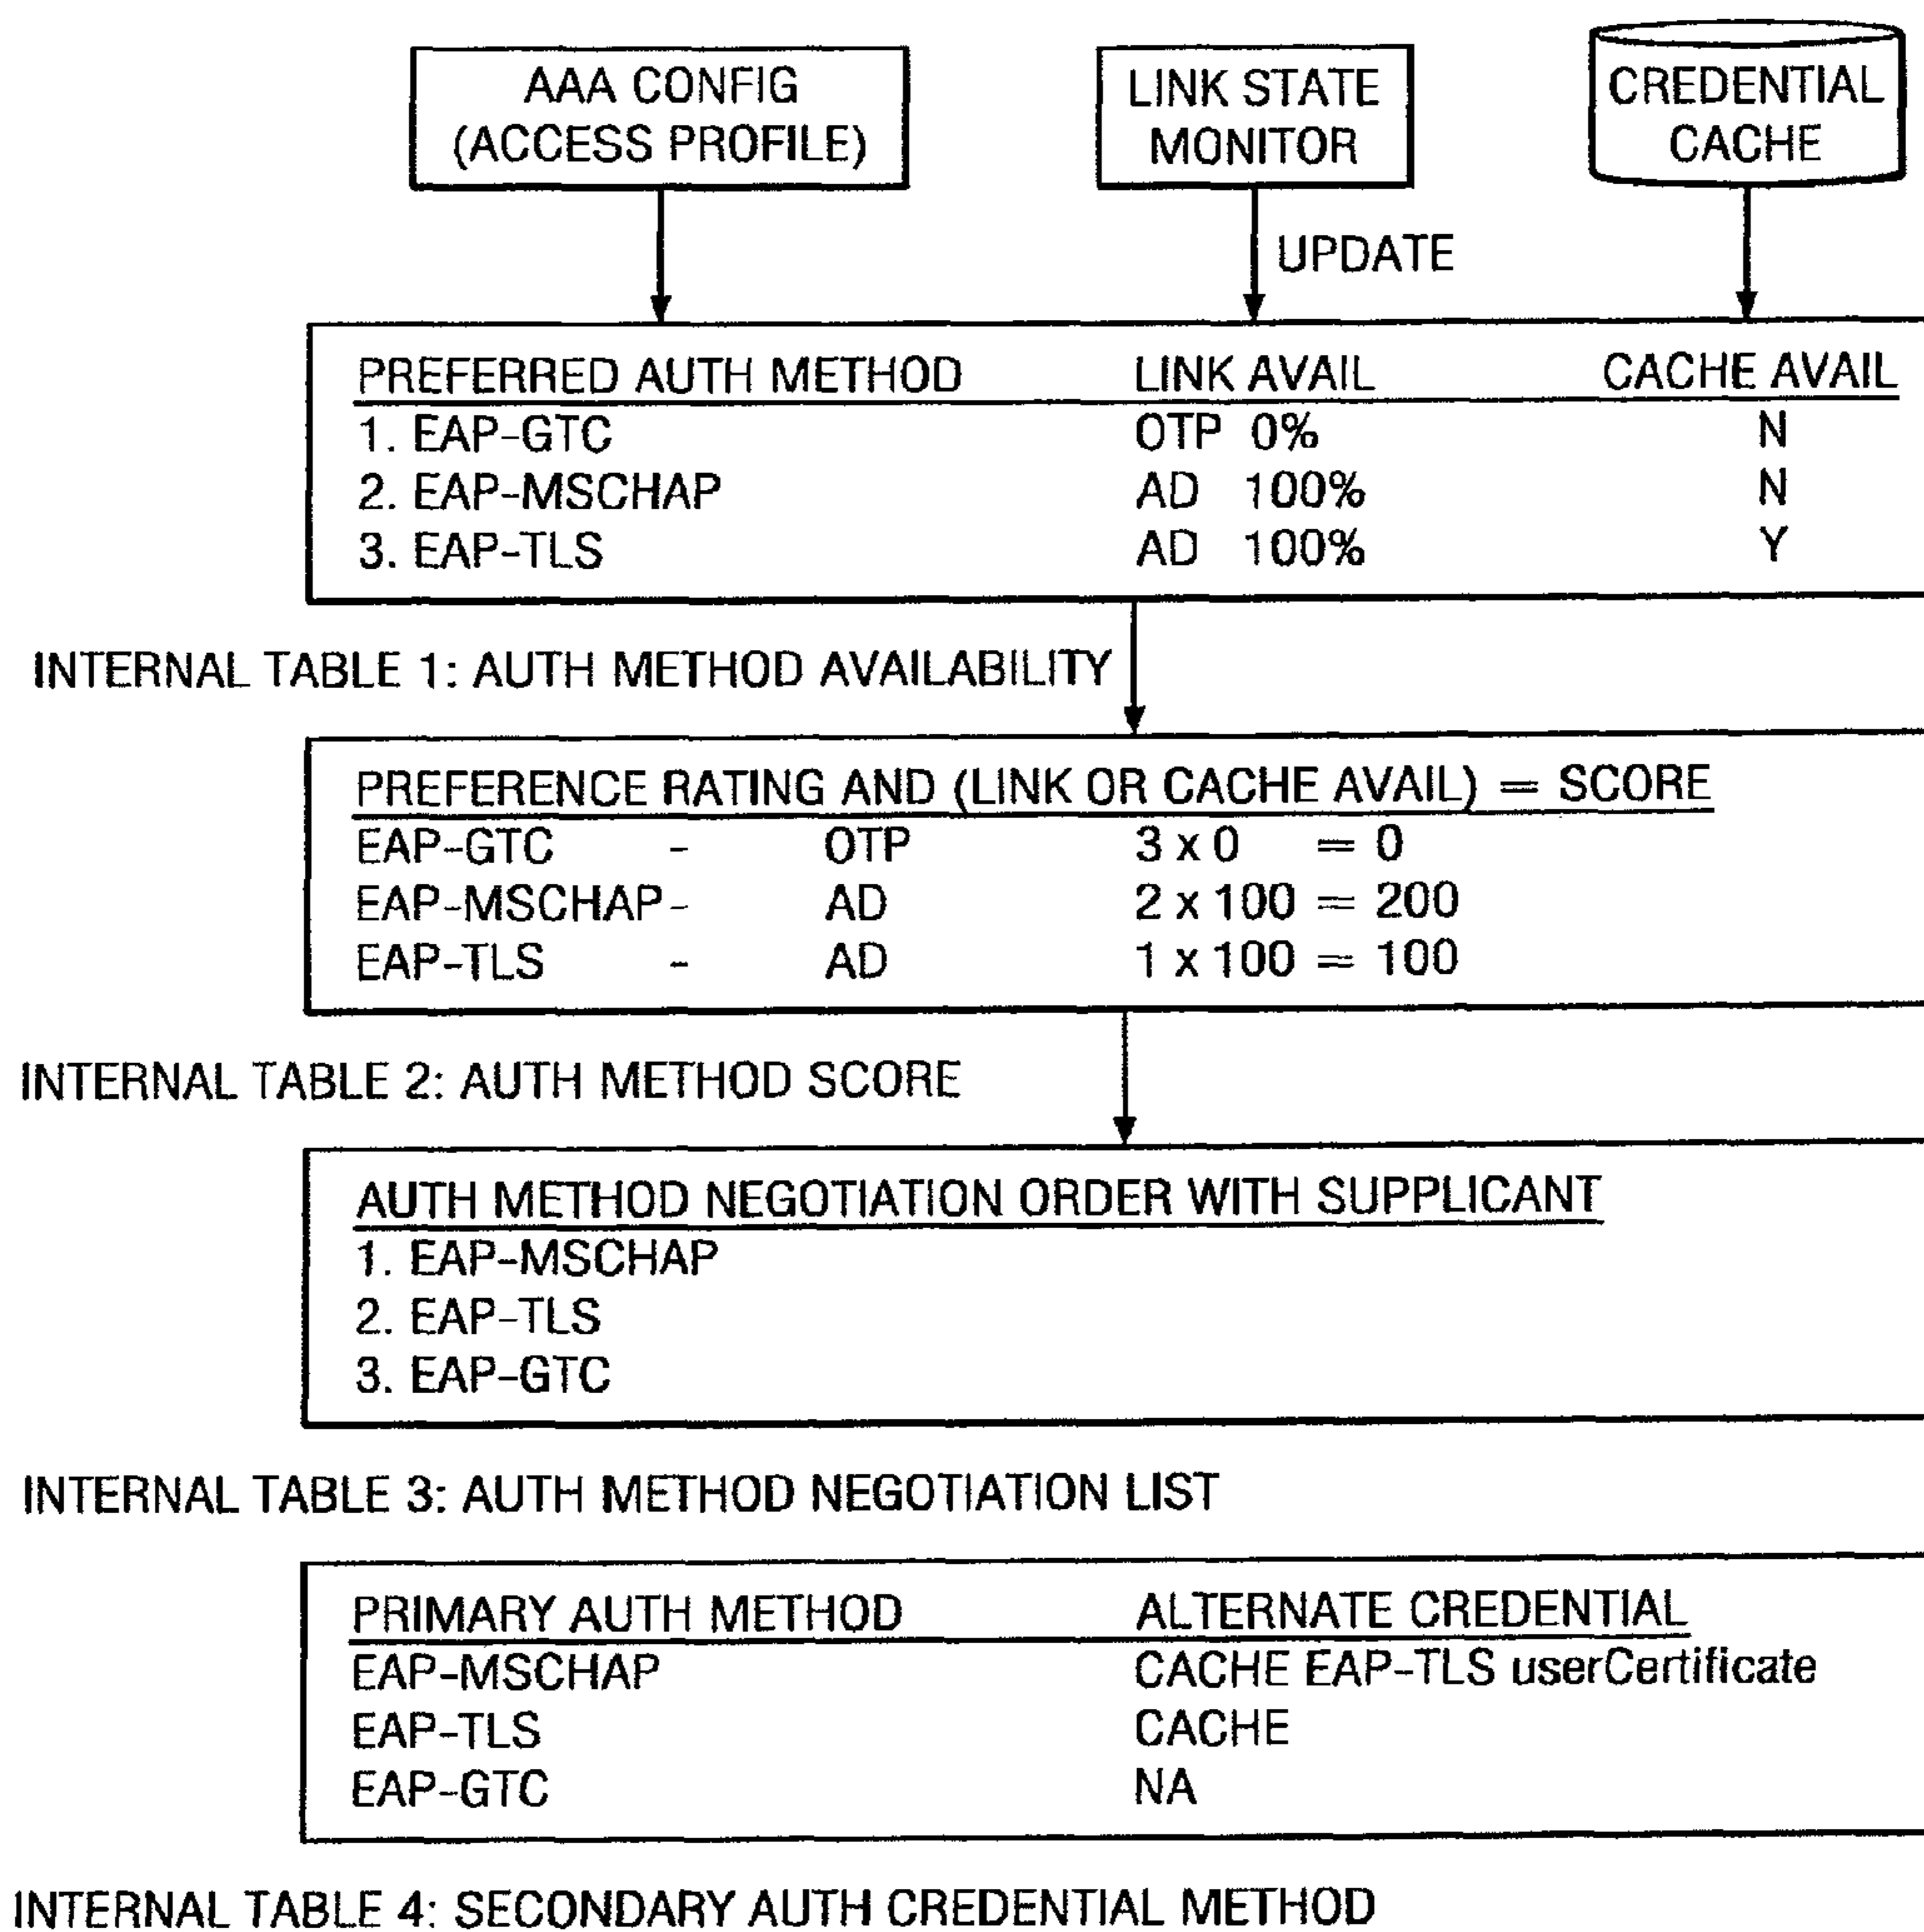 AAA CONFIG
(ACCESS PROFILE)
LINK STATE
MONITOR
CREDENTIAL
CACHE
UPDATE
PREFERRED AUTH METHOD LINK AVAIL CACHE AVAIL
1. EAP-GTC OTP 0% N
2. EAP-MSCHAP AD 100% N
3. EAP-TLS AD 100% Y
INTERNAL TABLE 1: AUTH METHOD AVAILABILITY
PREFERENCE RATING AND (LINK OR CACHE AVAIL) = SCORE
EAP-GTC - OTP 3 x 0 = 0
EAP-MSCHAP - AD 2 x 100 = 200
EAP-TLS - AD 1 x 100 = 100
INTERNAL TABLE 2: AUTH METHOD SCORE
AUTH METHOD NEGOTIATION ORDER WITH SUPPLICANT
1. EAP-MSCHAP
2. EAP-TLS
3. EAP-GTC
INTERNAL TABLE 3: AUTH METHOD NEGOTIATION LIST
PRIMARY AUTH METHOD ALTERNATE CREDENTIAL
EAP-MSCHAP CACHE EAP-TLS userCertificate
EAP-TLS CACHE
EAP-GTC NA
INTERNAL TABLE 4: SECONDARY AUTH CREDENTIAL METHOD